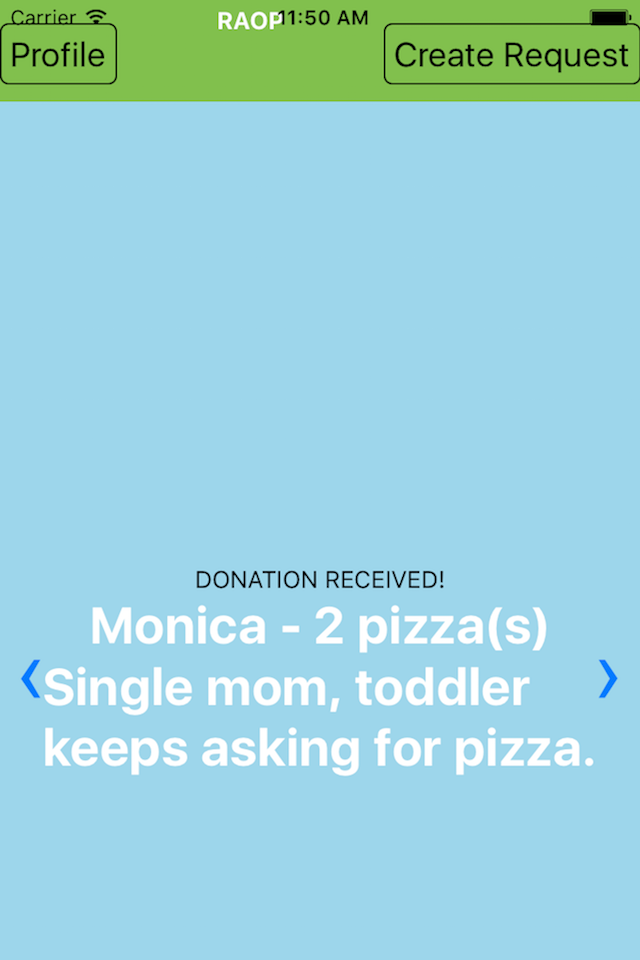 Carrier RAOP 11:50 AM
Profile Create Request
DONATION RECEIVED!
Monica - 2 pizza(s)
Single mom, toddler
keeps asking for pizza.